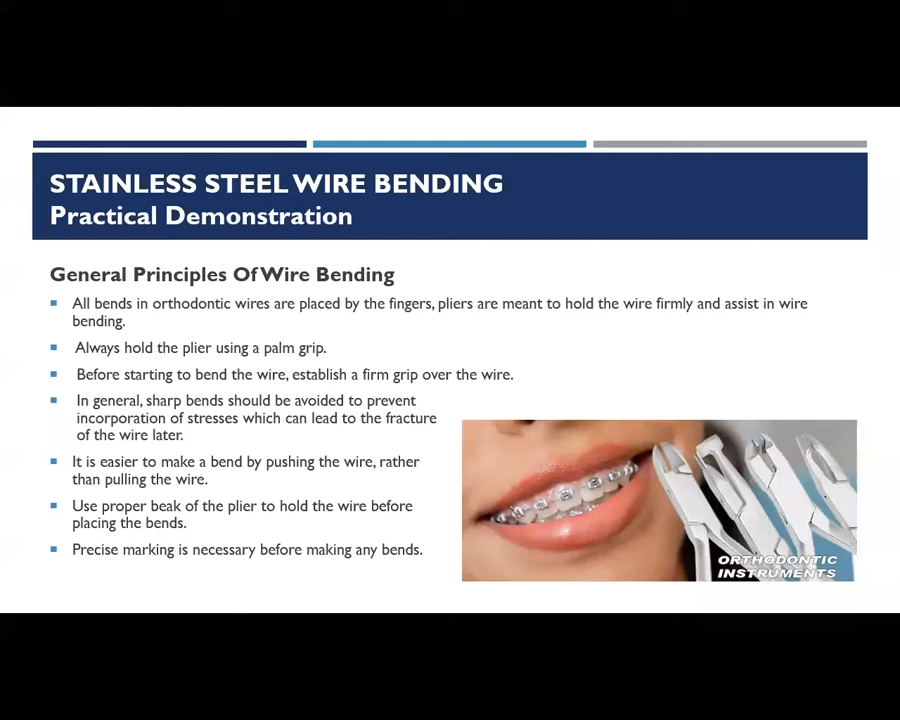 STAINLESS STEEL WIRE BENDING
Practical Demonstration
General Principles Of Wire Bending
All bends in orthodontic wires are placed by the fingers, pliers are meant to hold the wire firmly and assist in wire
bending.
Always hold the plier using a palm grip.
Before starting to bend the wire, establish a firm grip over the wire.
In general, sharp bends should be avoided to prevent
incorporation of stresses which can lead to the fracture
of the wire later.
It is easier to make a bend by pushing the wire, rather
than pulling the wire.
Use proper beak of the plier to hold the wire before
placing the bends.
Precise marking is necessary before making any bends.
ORTHODONTIC
INSTRUMENTS